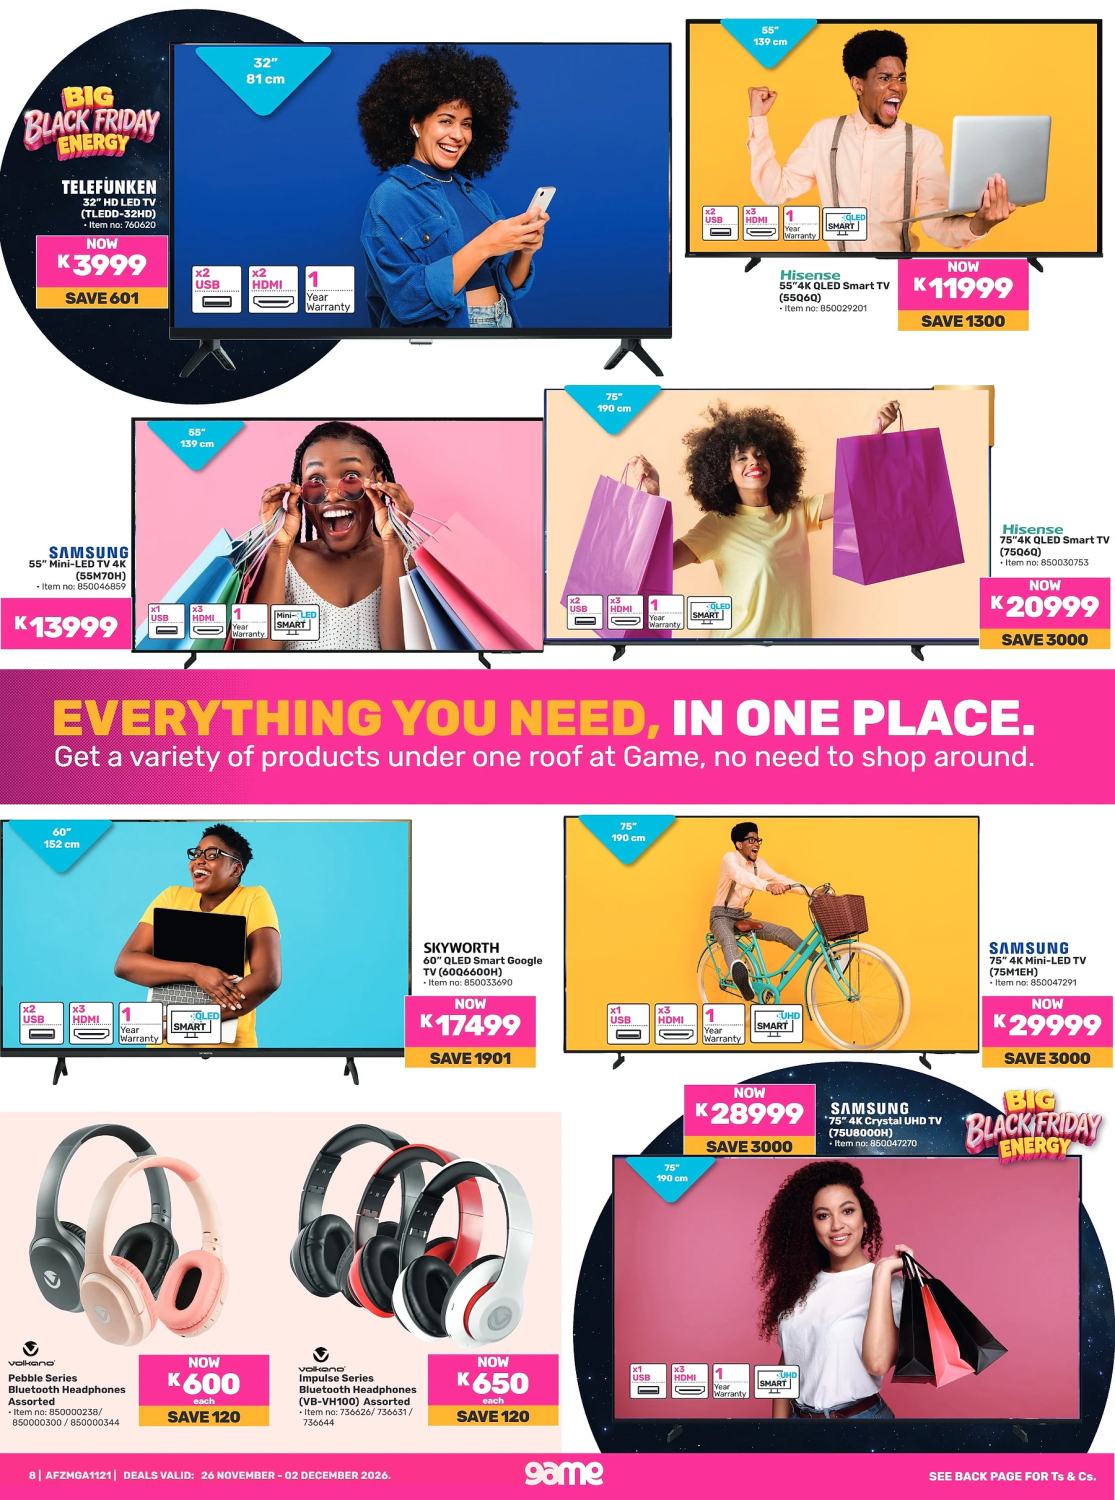 32”
81 cm
BIG
BLACK FRIDAY
ENERGY
TELEFUNKEN
32” HD LED TV
(TLEDD-32HD)
• Item no: 760620
NOW
K3999
SAVE 601
x2
USB
x2
HDMI
1
Year
Warranty
55”
139 cm
x2
USB
x3
HDMI
1
Year
Warranty
QLED
SMART
Hisense
55”4K QLED Smart TV
(55Q6Q)
• Item no: 850029201
NOW
K11999
SAVE 1300
55”
139 cm
SAMSUNG
55” Mini-LED TV 4K
(55M70H)
• Item no: 850046859
K13999
x1
USB
x3
HDMI
1
Year
Warranty
Mini-LED
SMART
75”
190 cm
x2
USB
x3
HDMI
1
Year
Warranty
QLED
SMART
Hisense
75”4K QLED Smart TV
(75Q6Q)
• Item no: 850030753
NOW
K20999
SAVE 3000
EVERYTHING YOU NEED, IN ONE PLACE.
Get a variety of products under one roof at Game, no need to shop around.
60”
152 cm
x2
USB
x3
HDMI
1
Year
Warranty
QLED
SMART
SKYWORTH
60” QLED Smart Google
TV (60Q6600H)
• Item no: 850033690
NOW
K17499
SAVE 1901
75”
190 cm
x1
USB
x3
HDMI
1
Year
Warranty
UHD
SMART
SAMSUNG
75” 4K Mini-LED TV
(75M1EH)
• Item no: 850047291
NOW
K29999
SAVE 3000
NOW
K28999
SAVE 3000
SAMSUNG
75” 4K Crystal UHD TV
(75U8000H)
• Item no: 850047270
BIG
BLACK FRIDAY
ENERGY
75”
190 cm
x1
USB
x3
HDMI
1
Year
Warranty
UHD
SMART
volkano
Pebble Series
Bluetooth Headphones
Assorted
• Item no: 850000238/
850000300 / 850000344
NOW
K600
each
SAVE 120
volkano
Impulse Series
Bluetooth Headphones
(VB-VH100) Assorted
• Item no: 736626/ 736631 /
736644
NOW
K650
each
SAVE 120
8 | AFZMGA1121 | DEALS VALID: 26 NOVEMBER - 02 DECEMBER 2026.
game
SEE BACK PAGE FOR Ts & Cs.